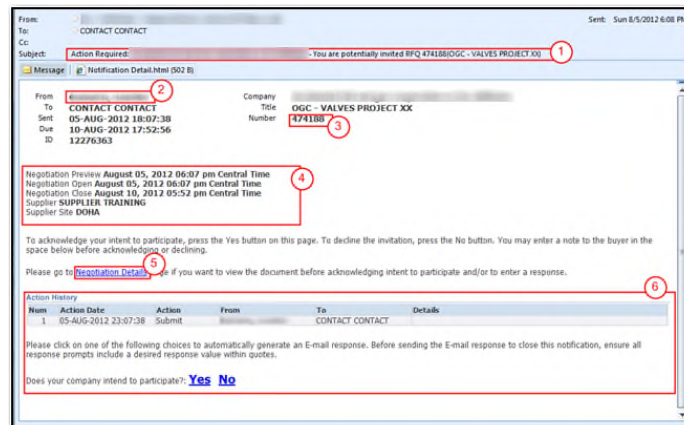 From: Sent: Sun 8/5/2012 6:08 PM
To: CONTACT CONTACT
Cc:
Subject: Action Required: - You are potentially invited RFQ 474188(OGC - VALVES PROJECT XX) 1
Message Notification Detail.html (502 B)
2
From Company
To CONTACT CONTACT Title OGC - VALVES PROJECT XX
Sent 05-AUG-2012 18:07:38 Number 474188 3
Due 10-AUG-2012 17:52:56
ID 12276363
4
Negotiation Preview August 05, 2012 06:07 pm Central Time
Negotiation Open August 05, 2012 06:07 pm Central Time
Negotiation Close August 10, 2012 05:52 pm Central Time
Supplier SUPPLIER TRAINING
Supplier Site DOHA
To acknowledge your intent to participate, press the Yes button on this page. To decline the invitation, press the No button. You may enter a note to the buyer in the
space below before acknowledging or declining.
5
Please go to Negotiation Details if you want to view the document before acknowledging intent to participate and/or to enter a response.
6
Action History
Num Action Date Action From To Details
1 05-AUG-2012 23:07:38 Submit CONTACT CONTACT
Please click on one of the following choices to automatically generate an E-mail response. Before sending the E-mail response to close this notification, ensure all
response prompts include a desired response value within quotes.
Does your company intend to participate?: Yes No